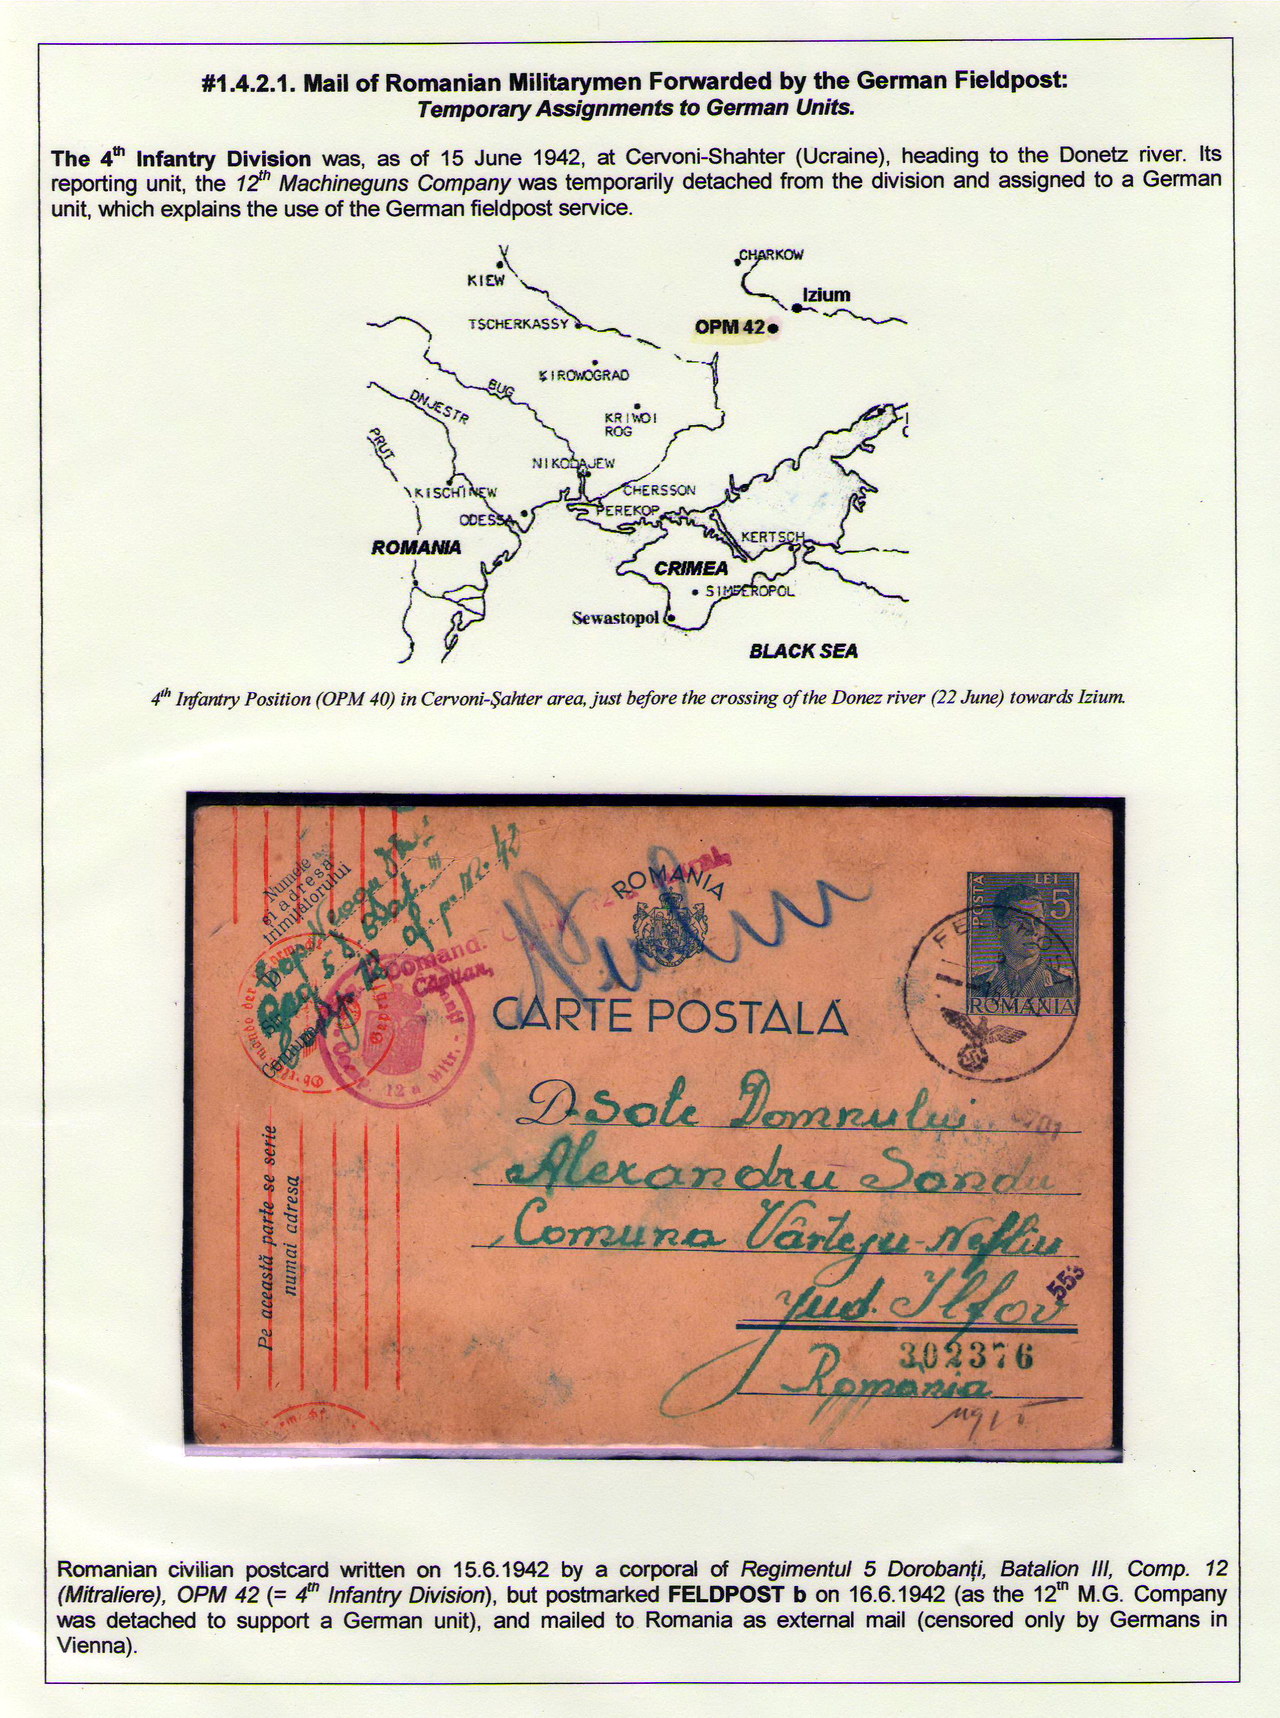 #1.4.2.1. Mail of Romanian Militarymen Forwarded by the German Fieldpost:
Temporary Assignments to German Units.
The 4th Infantry Division was, as of 15 June 1942, at Cervoni-Shahter (Ucraine), heading to the Donetz river. Its
reporting unit, the 12th Machineguns Company was temporarily detached from the division and assigned to a German
unit, which explains the use of the German fieldpost service.
CHARKOW
KIEW
Izium
TSCHERKASSY
OPM 42
KIROWOGRAD
BUG
DNJESTR
KRIWOI
ROG
PRUT
NIKOLAJEW
KISCHINEW
CHERSSON
ODESSA
PEREKOP
KERTSCH
ROMANIA
CRIMEA
SIMFEROPOL
Sewastopol
BLACK SEA
4th Infantry Position (OPM 40) in Cervoni-Şahter area, just before the crossing of the Donez river (22 June) towards Izium.
Numele
și adresa
trimițătorului
ROMANIA
POSTA LEI 5
ROMANIA
FELDPOST
Comand.
Căpitan,
CARTE POSTALĂ
D-Sale Domnului
Alexandru Sandu
Comuna Vârteju-Nefliu
jud. Ilfov
553
302376
Romania
Pe această parte se scrie
numai adresa
Romanian civilian postcard written on 15.6.1942 by a corporal of Regimentul 5 Dorobanţi, Batalion III, Comp. 12
(Mitraliere), OPM 42 (= 4th Infantry Division), but postmarked FELDPOST b on 16.6.1942 (as the 12th M.G. Company
was detached to support a German unit), and mailed to Romania as external mail (censored only by Germans in
Vienna).